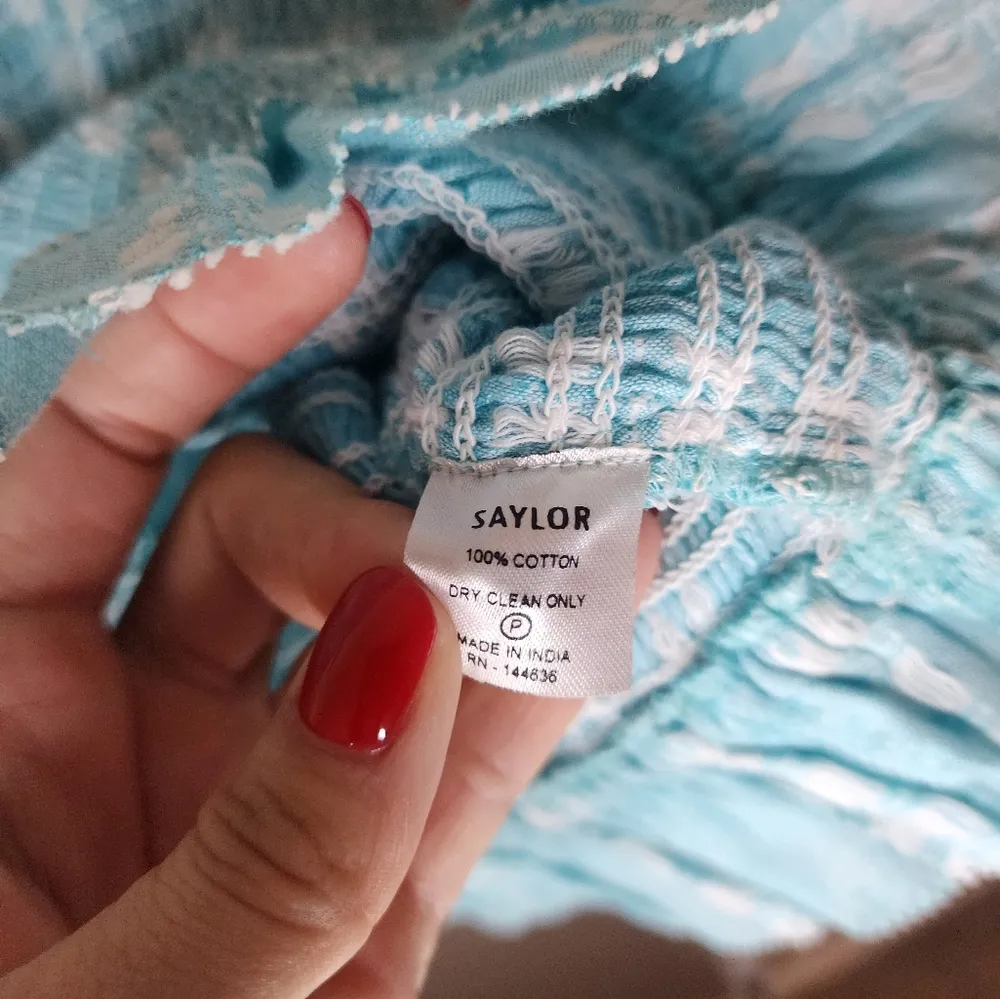 SAYLOR
100% COTTON
DRY CLEAN ONLY
P
MADE IN INDIA
RN - 144636